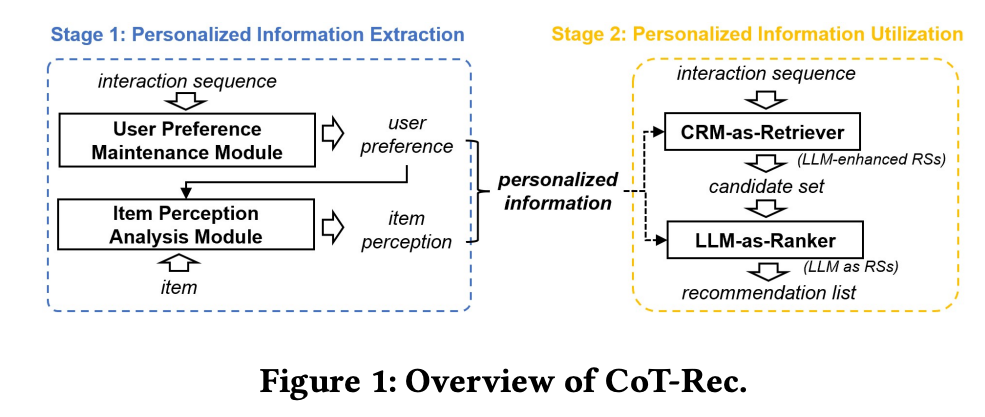 Stage 1: Personalized Information Extraction
interaction sequence
User Preference
Maintenance Module
user
preference
Item Perception
Analysis Module
item
perception
item
personalized
information
Stage 2: Personalized Information Utilization
interaction sequence
CRM-as-Retriever
(LLM-enhanced RSs)
candidate set
LLM-as-Ranker
(LLM as RSs)
recommendation list
Figure 1: Overview of CoT-Rec.